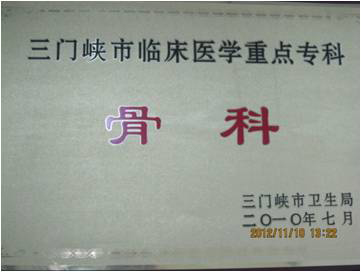 三门峡市临床医学重点专科
骨科
三门峡市卫生局
二〇一〇年七月
2012/11/10 13:22